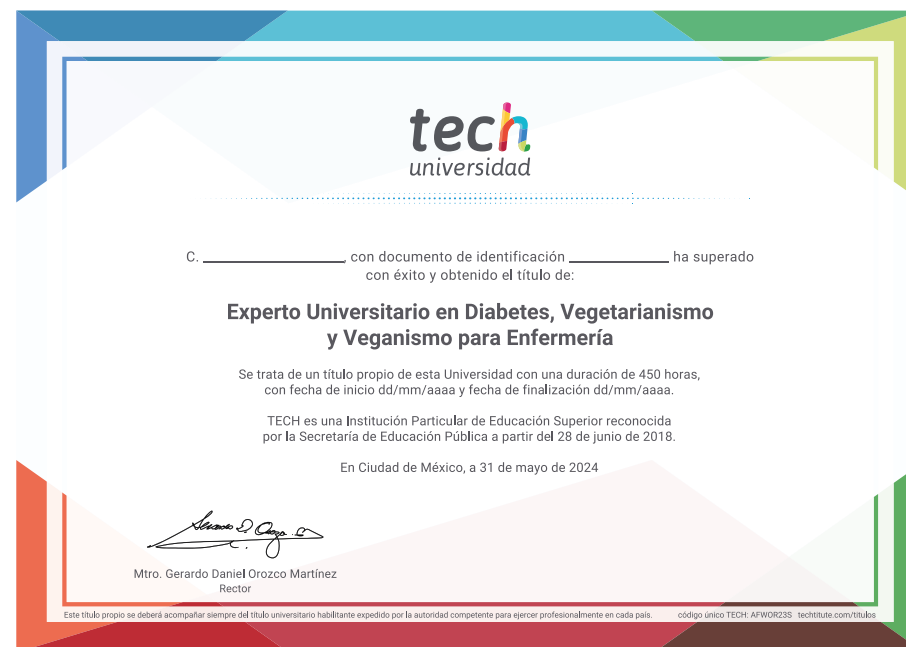 tech
universidad
C. ____________, con documento de identificación ____________ ha superado
con éxito y obtenido el título de:
Experto Universitario en Diabetes, Vegetarianismo
y Veganismo para Enfermería
Se trata de un título propio de esta Universidad con una duración de 450 horas,
con fecha de inicio dd/mm/aaaa y fecha de finalización dd/mm/aaaa.
TECH es una Institución Particular de Educación Superior reconocida
por la Secretaría de Educación Pública a partir del 28 de junio de 2018.
En Ciudad de México, a 31 de mayo de 2024
Mtro. Gerardo Daniel Orozco Martínez
Rector
Este título propio se deberá acompañar siempre del título universitario habilitante expedido por la autoridad competente para ejercer profesionalmente en cada país. código único TECH: AFWOR23S techtitute.com/titulos